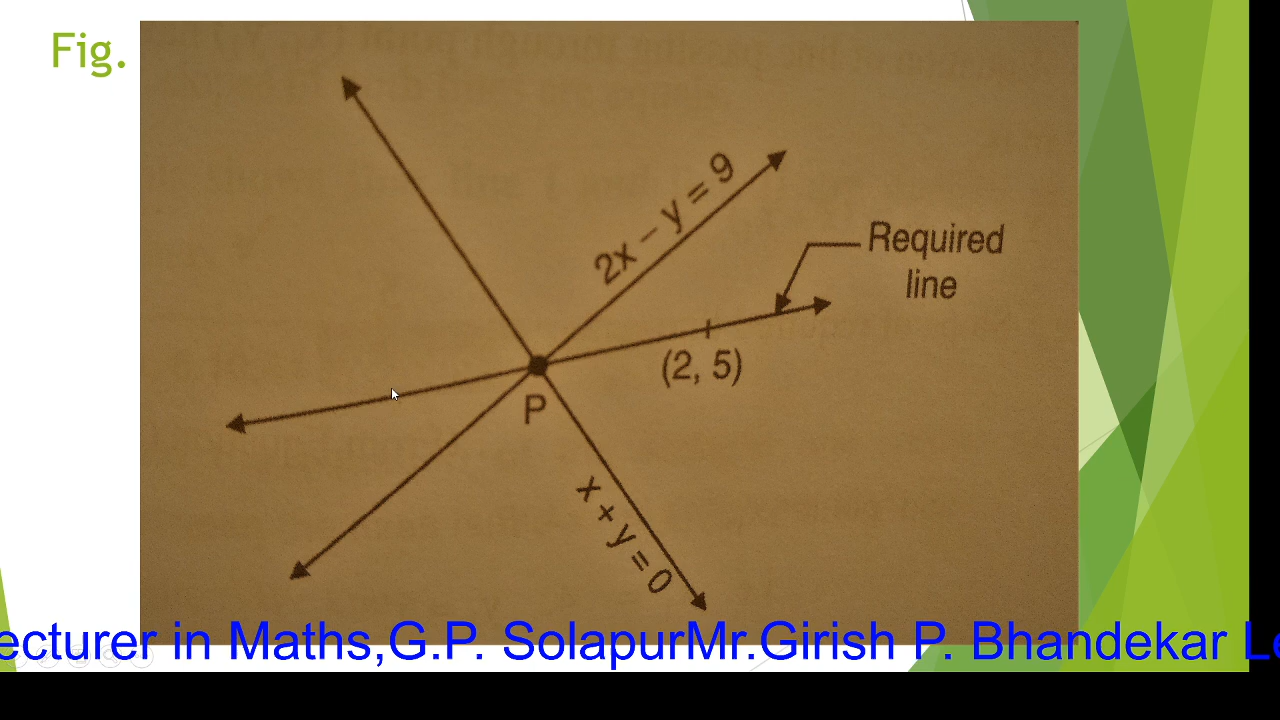 Fig.
2x – y = 9
Required
line
(2, 5)
P
x + y = 0
ecturer in Maths,G.P. SolapurMr.Girish P. Bhandekar Le